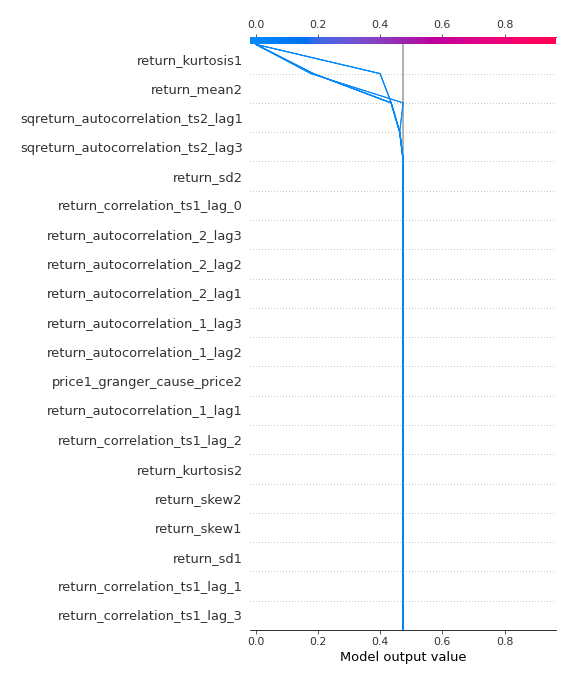 0.0 0.2 0.4 0.6 0.8
return_kurtosis1
return_mean2
sqreturn_autocorrelation_ts2_lag1
sqreturn_autocorrelation_ts2_lag3
return_sd2
return_correlation_ts1_lag_0
return_autocorrelation_2_lag3
return_autocorrelation_2_lag2
return_autocorrelation_2_lag1
return_autocorrelation_1_lag3
return_autocorrelation_1_lag2
price1_granger_cause_price2
return_autocorrelation_1_lag1
return_correlation_ts1_lag_2
return_kurtosis2
return_skew2
return_skew1
return_sd1
return_correlation_ts1_lag_1
return_correlation_ts1_lag_3
0.0 0.2 0.4 0.6 0.8
Model output value